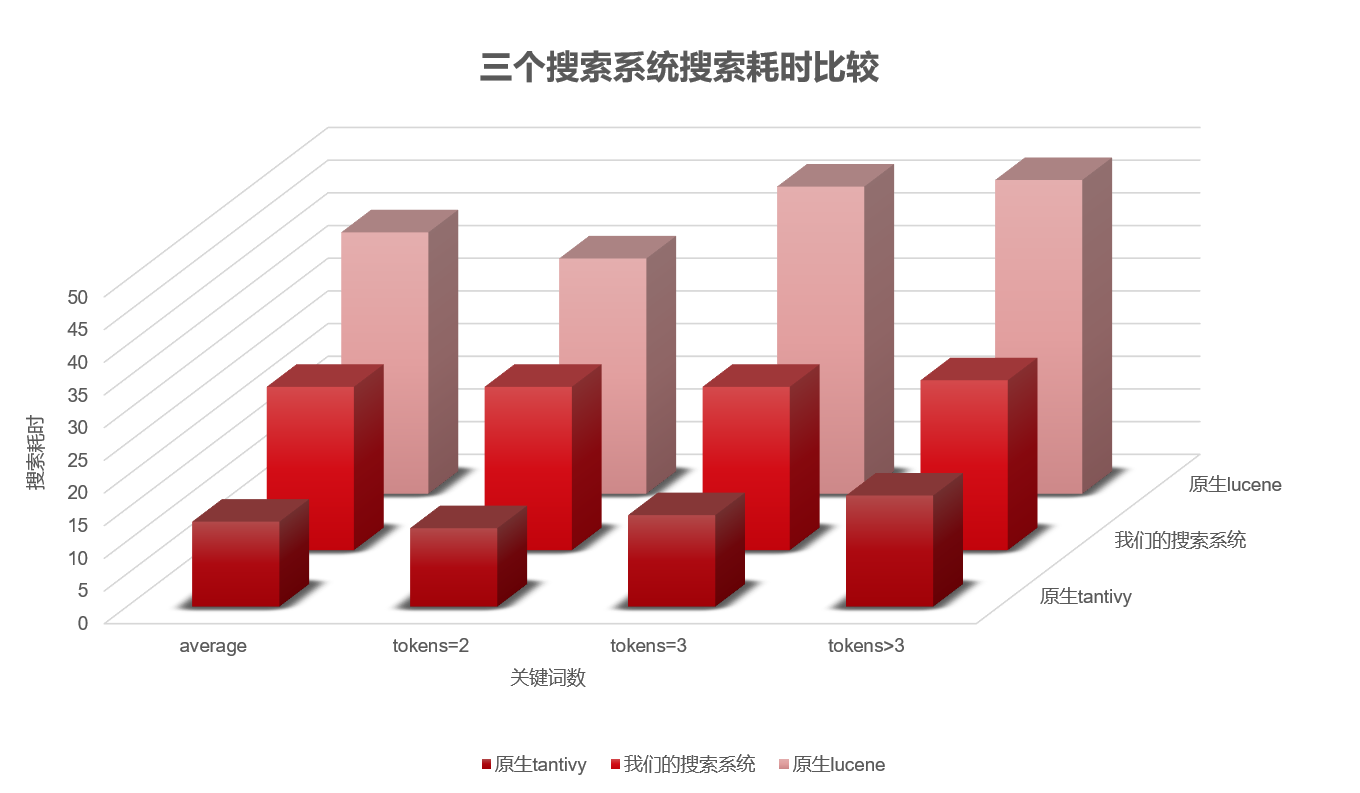 三个搜索系统搜索耗时比较
50
45
40
35
30
25
20
15
10
5
0
搜索耗时
average
tokens=2
tokens=3
tokens>3
关键词数
原生lucene
我们的搜索系统
原生tantivy
原生tantivy 我们的搜索系统 原生lucene